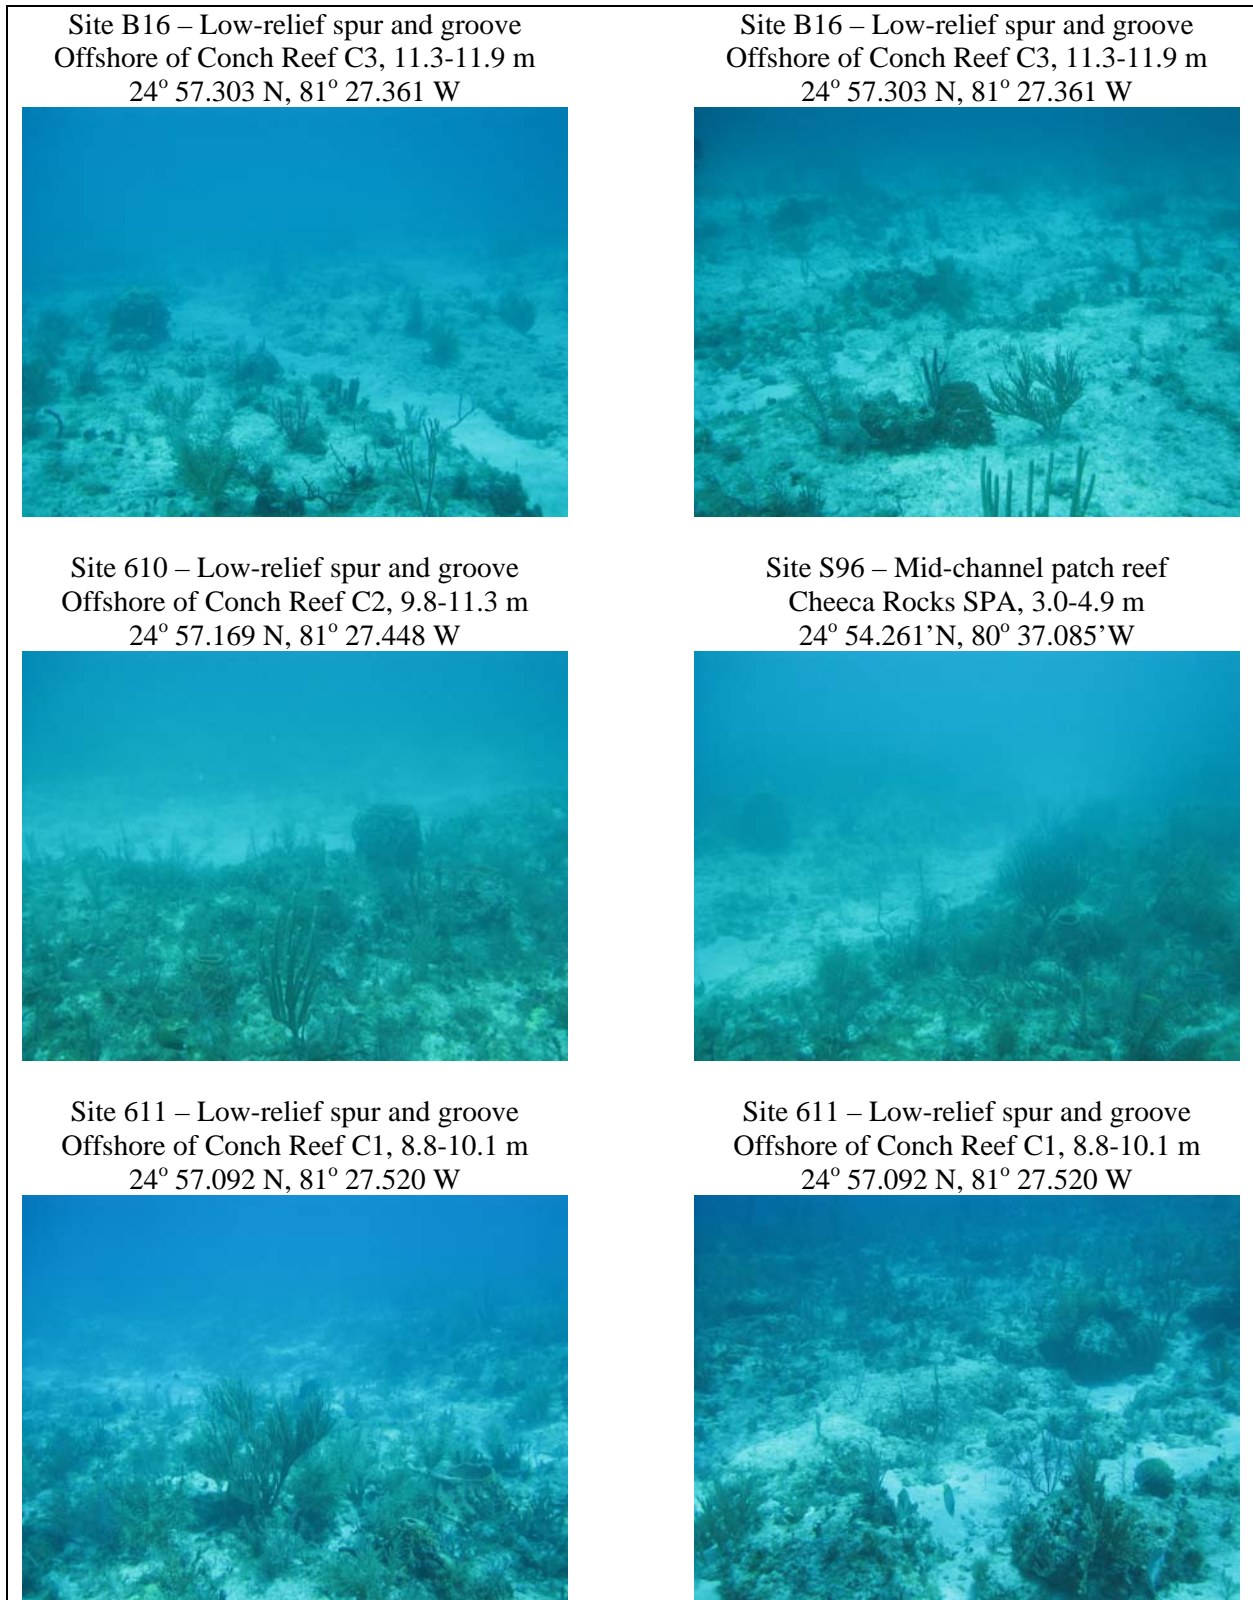 Site B16 – Low-relief spur and groove
Offshore of Conch Reef C3, 11.3-11.9 m
24° 57.303 N, 81° 27.361 W
Site B16 – Low-relief spur and groove
Offshore of Conch Reef C3, 11.3-11.9 m
24° 57.303 N, 81° 27.361 W
Site 610 – Low-relief spur and groove
Offshore of Conch Reef C2, 9.8-11.3 m
24° 57.169 N, 81° 27.448 W
Site S96 – Mid-channel patch reef
Cheeca Rocks SPA, 3.0-4.9 m
24° 54.261’N, 80° 37.085’W
Site 611 – Low-relief spur and groove
Offshore of Conch Reef C1, 8.8-10.1 m
24° 57.092 N, 81° 27.520 W
Site 611 – Low-relief spur and groove
Offshore of Conch Reef C1, 8.8-10.1 m
24° 57.092 N, 81° 27.520 W